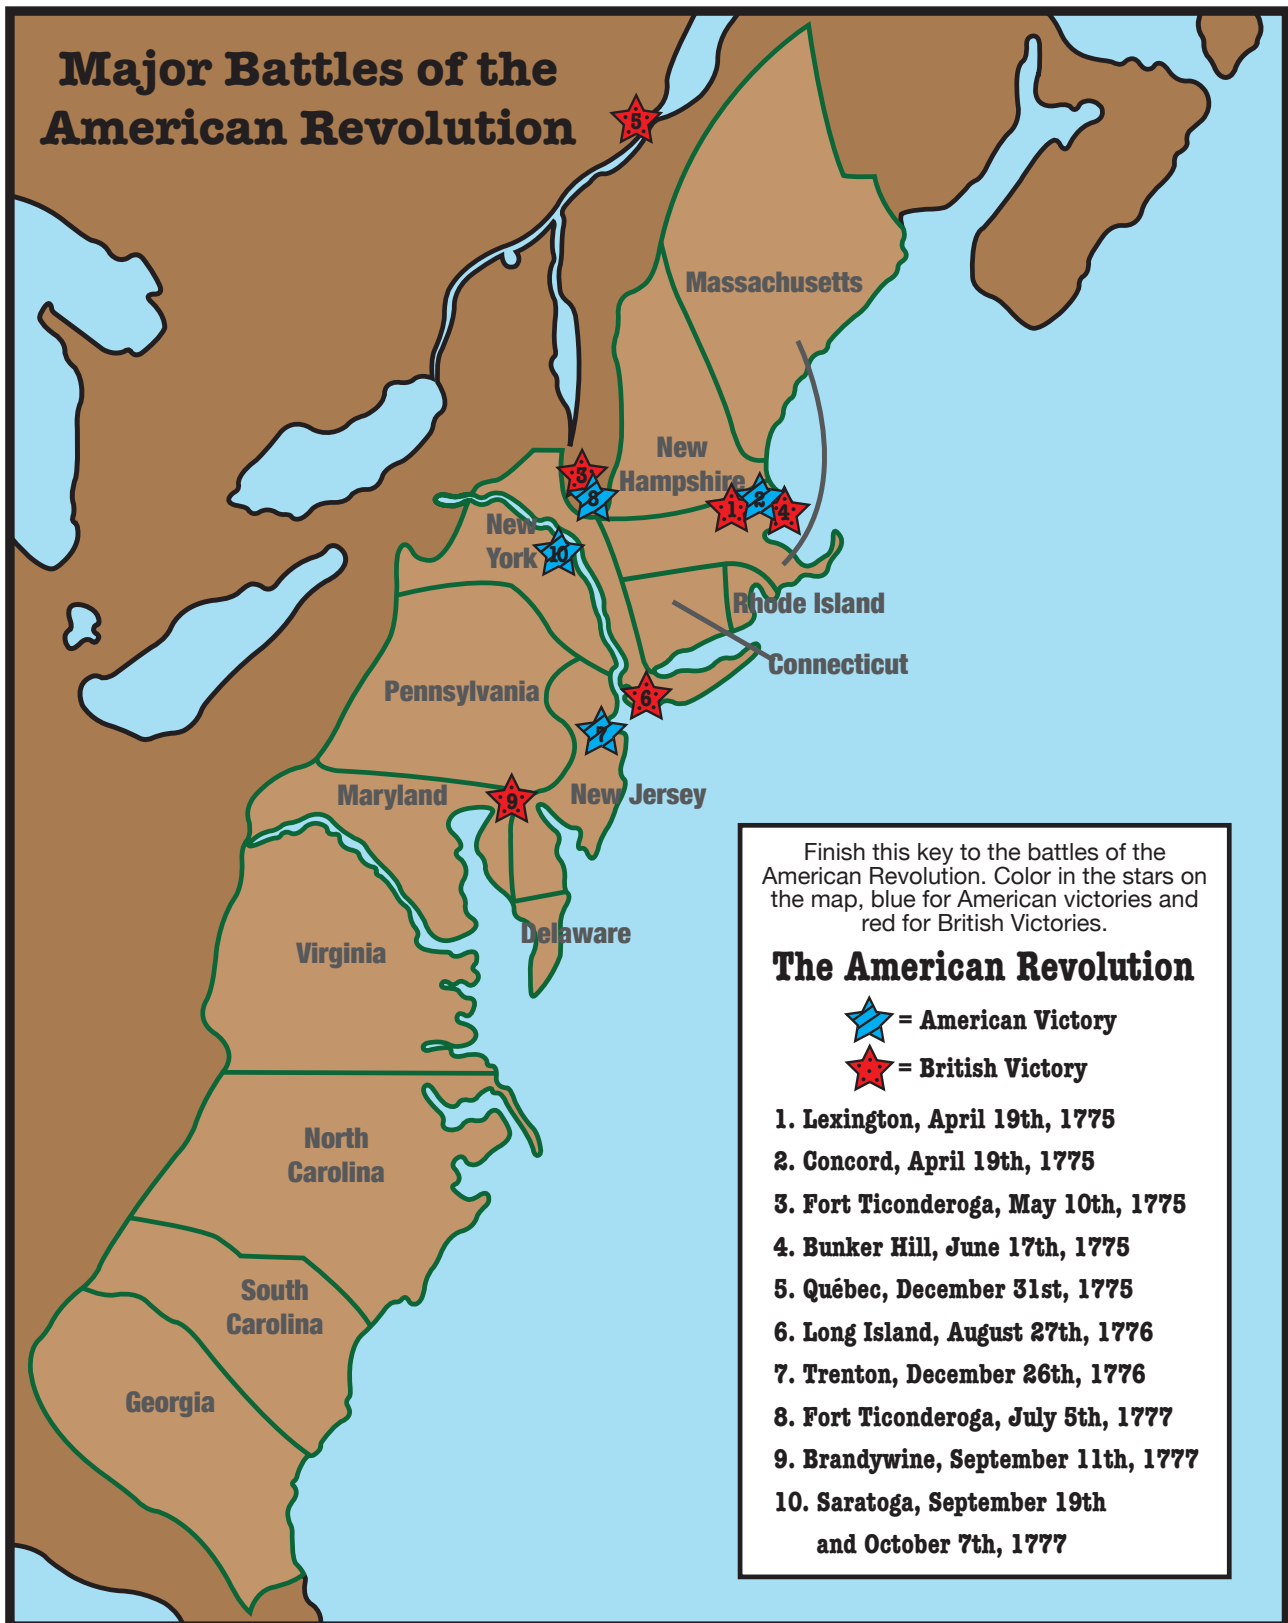 Major Battles of the
American Revolution
5
Massachusetts
New
Hampshire
3
8
1
2
4
New
York
10
Rhode Island
Connecticut
Pennsylvania
6
7
Maryland
9
New Jersey
Delaware
Virginia
North
Carolina
South
Carolina
Georgia
Finish this key to the battles of the
American Revolution. Color in the stars on
the map, blue for American victories and
red for British Victories.
The American Revolution
= American Victory
= British Victory
1. Lexington, April 19th, 1775
2. Concord, April 19th, 1775
3. Fort Ticonderoga, May 10th, 1775
4. Bunker Hill, June 17th, 1775
5. Québec, December 31st, 1775
6. Long Island, August 27th, 1776
7. Trenton, December 26th, 1776
8. Fort Ticonderoga, July 5th, 1777
9. Brandywine, September 11th, 1777
10. Saratoga, September 19th
and October 7th, 1777